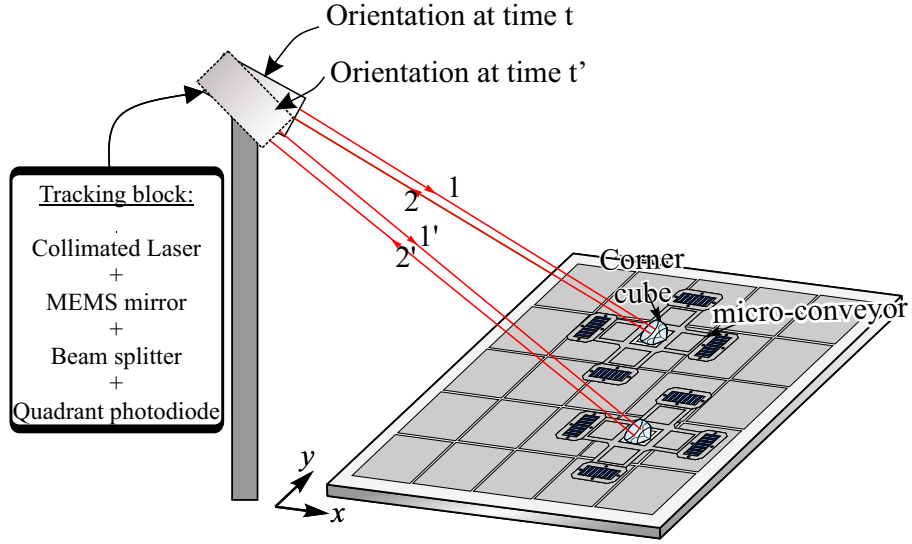 Orientation at time t
Orientation at time t’
Tracking block:
.
Collimated Laser
+
MEMS mirror
+
Beam splitter
+
Quadrant photodiode
1
2
1'
2'
Corner
cube
micro-conveyor
y
x